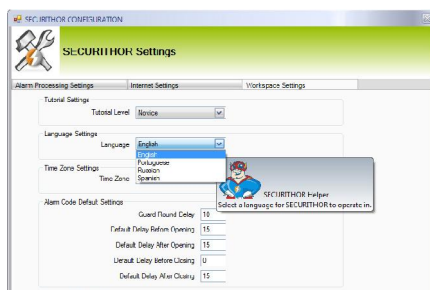 SECURITHOR CONFIGURATION
SECURITHOR Settings
Alarm Processing Settings
Internet Settings
Workspace Settings
Tutorial Settings
Tutorial Level Novice
Language Settings
Language English
English
Portuguese
Russian
Spanish
Time Zone Settings
Time Zone
SECURITHOR Helper
Select a language for SECURITHOR to operate in.
Alarm Code Default Settings
Guard Round Delay 10
Default Delay Before Opening 15
Default Delay After Opening 15
Default Delay Before Closing 0
Default Delay After Closing 15